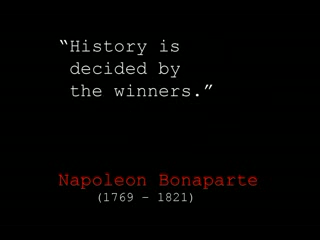 “History is
decided by
the winners.”
Napoleon Bonaparte
(1769 – 1821)